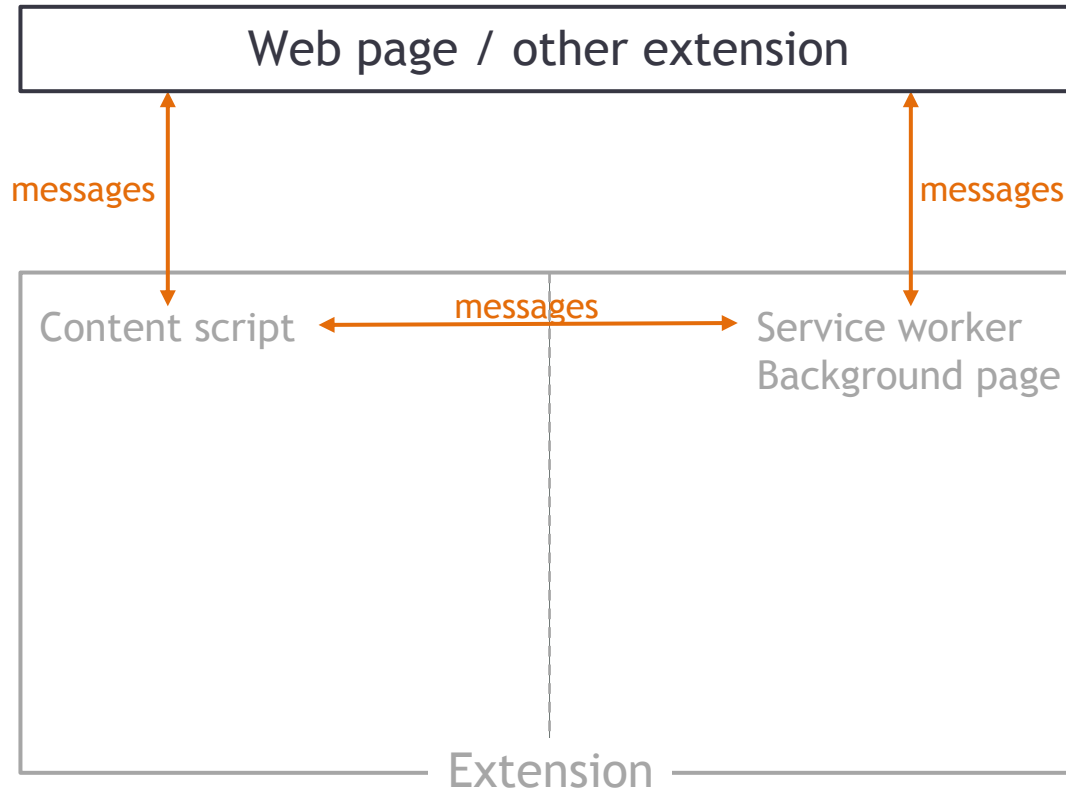 Web page / other extension
messages
messages
messages
Content script
Service worker
Background page
Extension